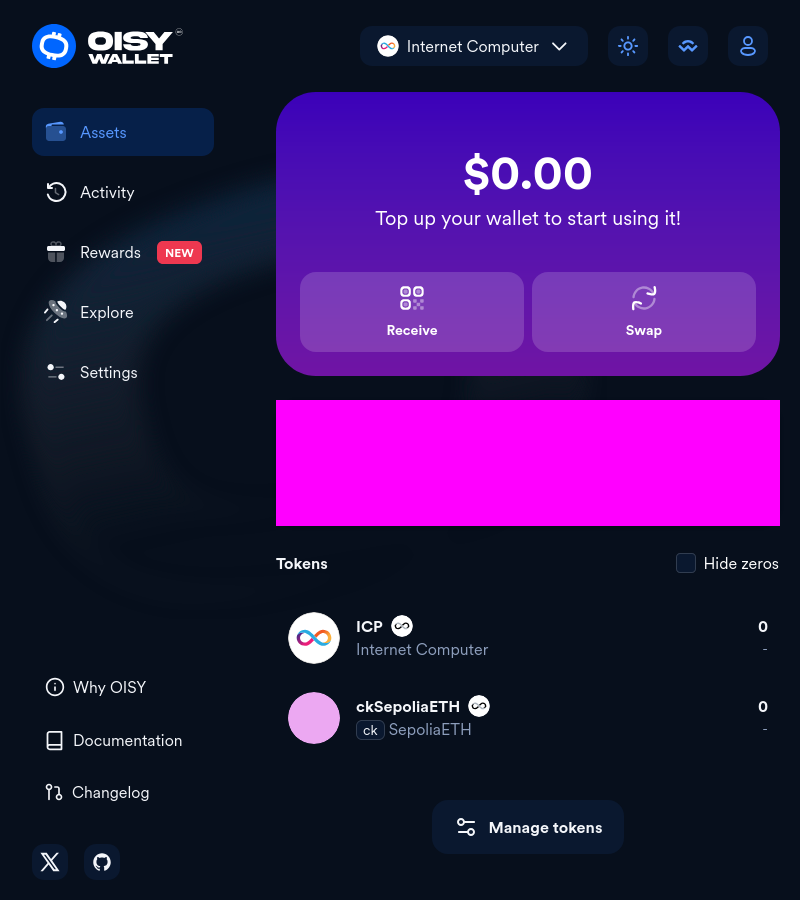 OISY
WALLET
Internet Computer
Assets
Activity
Rewards NEW
Explore
Settings
$0.00
Top up your wallet to start using it!
Receive
Swap
Tokens
Hide zeros
ICP
0
Internet Computer
-
ckSepoliaETH
0
ck SepoliaETH
-
Manage tokens
Why OISY
Documentation
Changelog